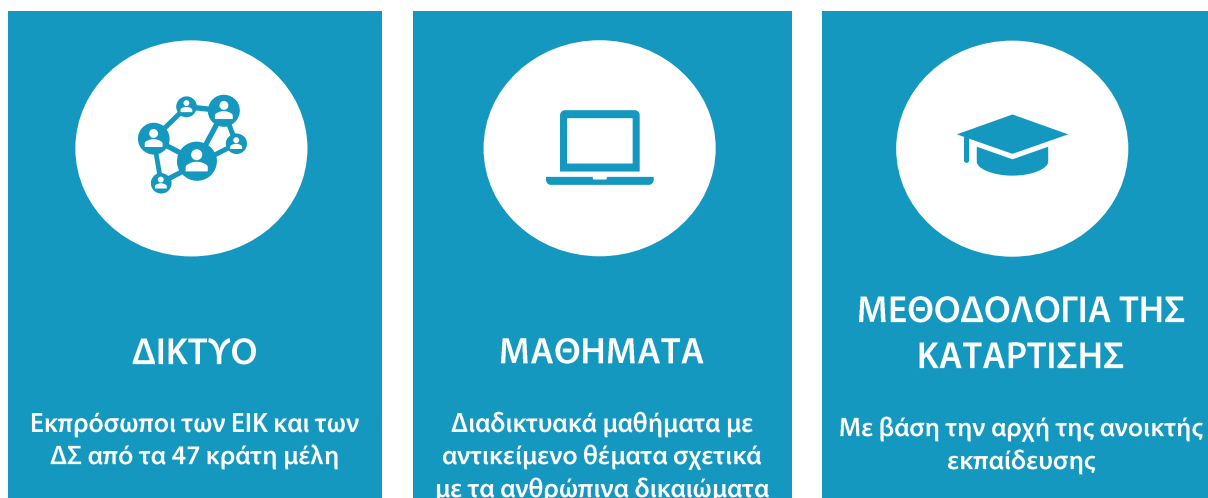 ΔΙΚΤΥΟ
Εκπρόσωποι των ΕΙΚ και των
ΔΣ από τα 47 κράτη μέλη
ΜΑΘΗΜΑΤΑ
Διαδικτυακά μαθήματα με
αντικείμενο θέματα σχετικά
με τα ανθρώπινα δικαιώματα
ΜΕΘΟΔΟΛΟΓΙΑ ΤΗΣ
ΚΑΤΑΡΤΙΣΗΣ
Με βάση την αρχή της ανοικτής
εκπαίδευσης